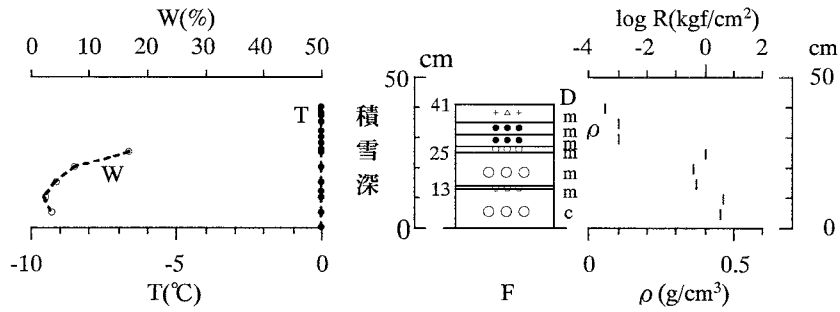 W(%)
0 10 20 30 40 50
T
W
-10 -5 0
T(℃)
cm
50
積雪深
0
41
25
13
D
m
m
m
m
m
m
c
F
log R(kgf/cm²)
-4 -2 0 2
cm
50
ρ
0
0 0.5
ρ (g/cm³)